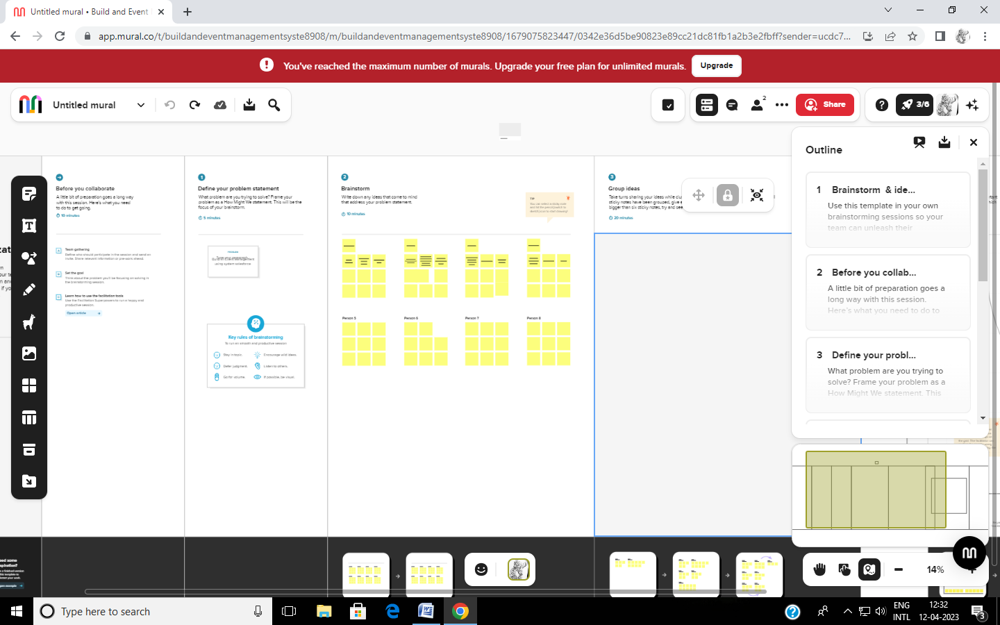 Untitled mural • Build and Event
app.mural.co/t/buildandeventmanagementsyste8908/m/buildandeventmanagementsyste8908/1679075823447/0342e36d5be90823e89cc21dc81fb1a2b3e2fbff?sender=ucdc7...
You've reached the maximum number of murals. Upgrade your free plan for unlimited murals.
Upgrade
Untitled mural
2
Share
3/6
Outline
1 Brainstorm & ide...
Use this template in your own
brainstorming sessions so your
team can unleash their
2 Before you collab...
A little bit of preparation goes a
long way with this session.
Here's what you need to do to
3 Define your probl...
What problem are you trying to
solve? Frame your problem as a
How Might We statement. This
Before you collaborate
A little bit of preparation goes a long way
with this session. Here's what you need
to do to get going.
10 minutes
Team gathering
Define who should participate in the session and send an
invite. Share relevant information or pre-work ahead.
Set the goal
Think about the problem you'll be focusing on solving in
the brainstorming session.
Learn how to use the facilitation tools
Use the Facilitation Superpowers to run a happy and
productive session.
Open article
1
Define your problem statement
What problem are you trying to solve? Frame your
problem as a How Might We statement. This will be the
focus of your brainstorm.
5 minutes
PROBLEM
using system salesforce
Key rules of brainstorming
To run an smooth and productive session
Stay in topic.
Encourage wild ideas.
Defer judgment.
Listen to others.
Go for volume.
If possible, be visual.
2
Brainstorm
Write down any ideas that come to mind
that address your problem statement.
10 minutes
TIP
Person 5
Person 6
Person 7
Person 8
3
Group ideas
Take turns sharing your ideas while clu
sticky notes have been grouped, give
bigger than six sticky notes, try and see
20 minutes
14%
Type here to search
ENG
INTL
12:32
12-04-2023
3